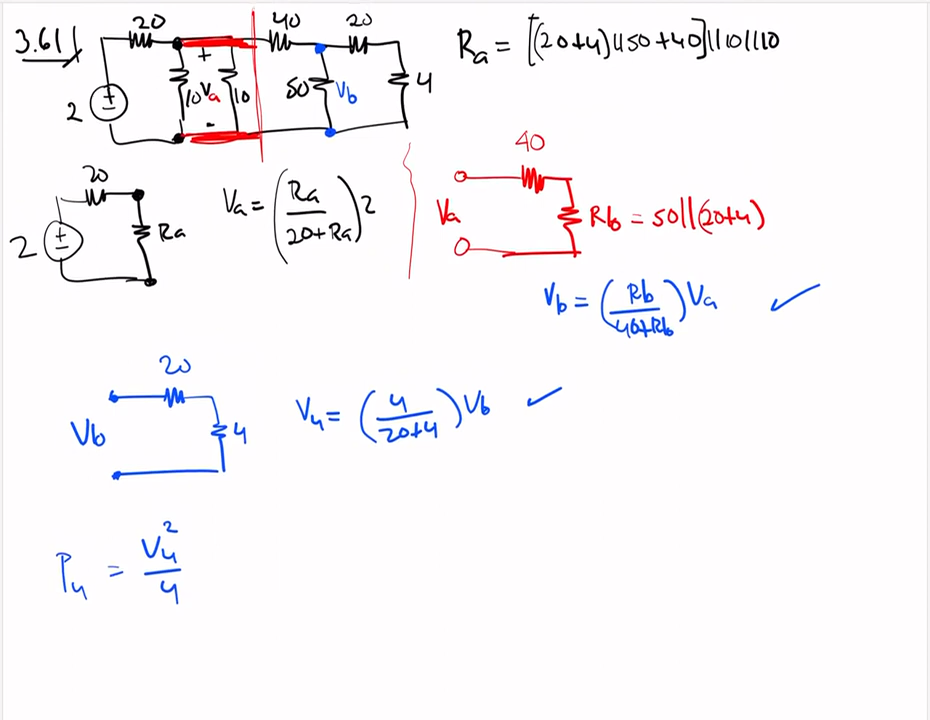 3.61
20
40
20
2
+
10
Va
-
10
50
Vb
4
Ra = [(20+4)||50+40]||10||10
20
2
Ra
Va = (Ra / 20+Ra) 2
40
Va
Rb = 50||(20+4)
Vb = (Rb / 40+Rb) Va ✓
20
Vb
4
V4 = (4 / 20+4) Vb ✓
P4 = V4² / 4